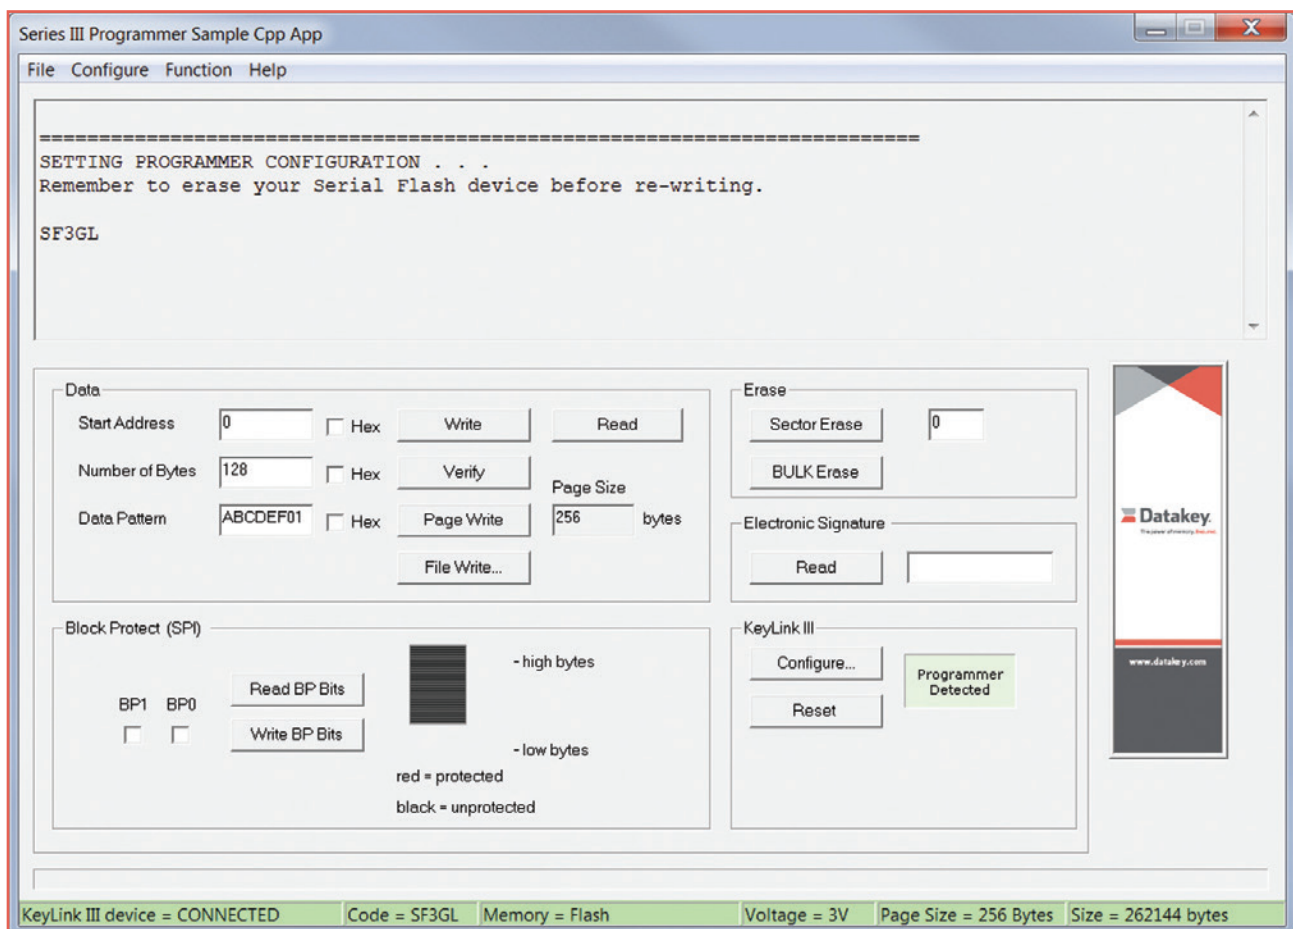 Series III Programmer Sample Cpp App
File Configure Function Help
=========================================================================
SETTING PROGRAMMER CONFIGURATION . . .
Remember to erase your Serial Flash device before re-writing.
SF3GL
Data
Start Address 0 Hex Write Read
Number of Bytes 128 Hex Verify
Page Size
Data Pattern ABCDEF01 Hex Page Write 256 bytes
File Write...
Erase
Sector Erase 0
BULK Erase
Electronic Signature
Read
Block Protect (SPI)
BP1 BP0
Read BP Bits
Write BP Bits
- high bytes
- low bytes
red = protected
black = unprotected
KeyLink III
Configure...
Reset
Programmer
Detected
Datakey.
The power of memory.
www.datakey.com
KeyLink III device = CONNECTED Code = SF3GL Memory = Flash Voltage = 3V Page Size = 256 Bytes Size = 262144 bytes